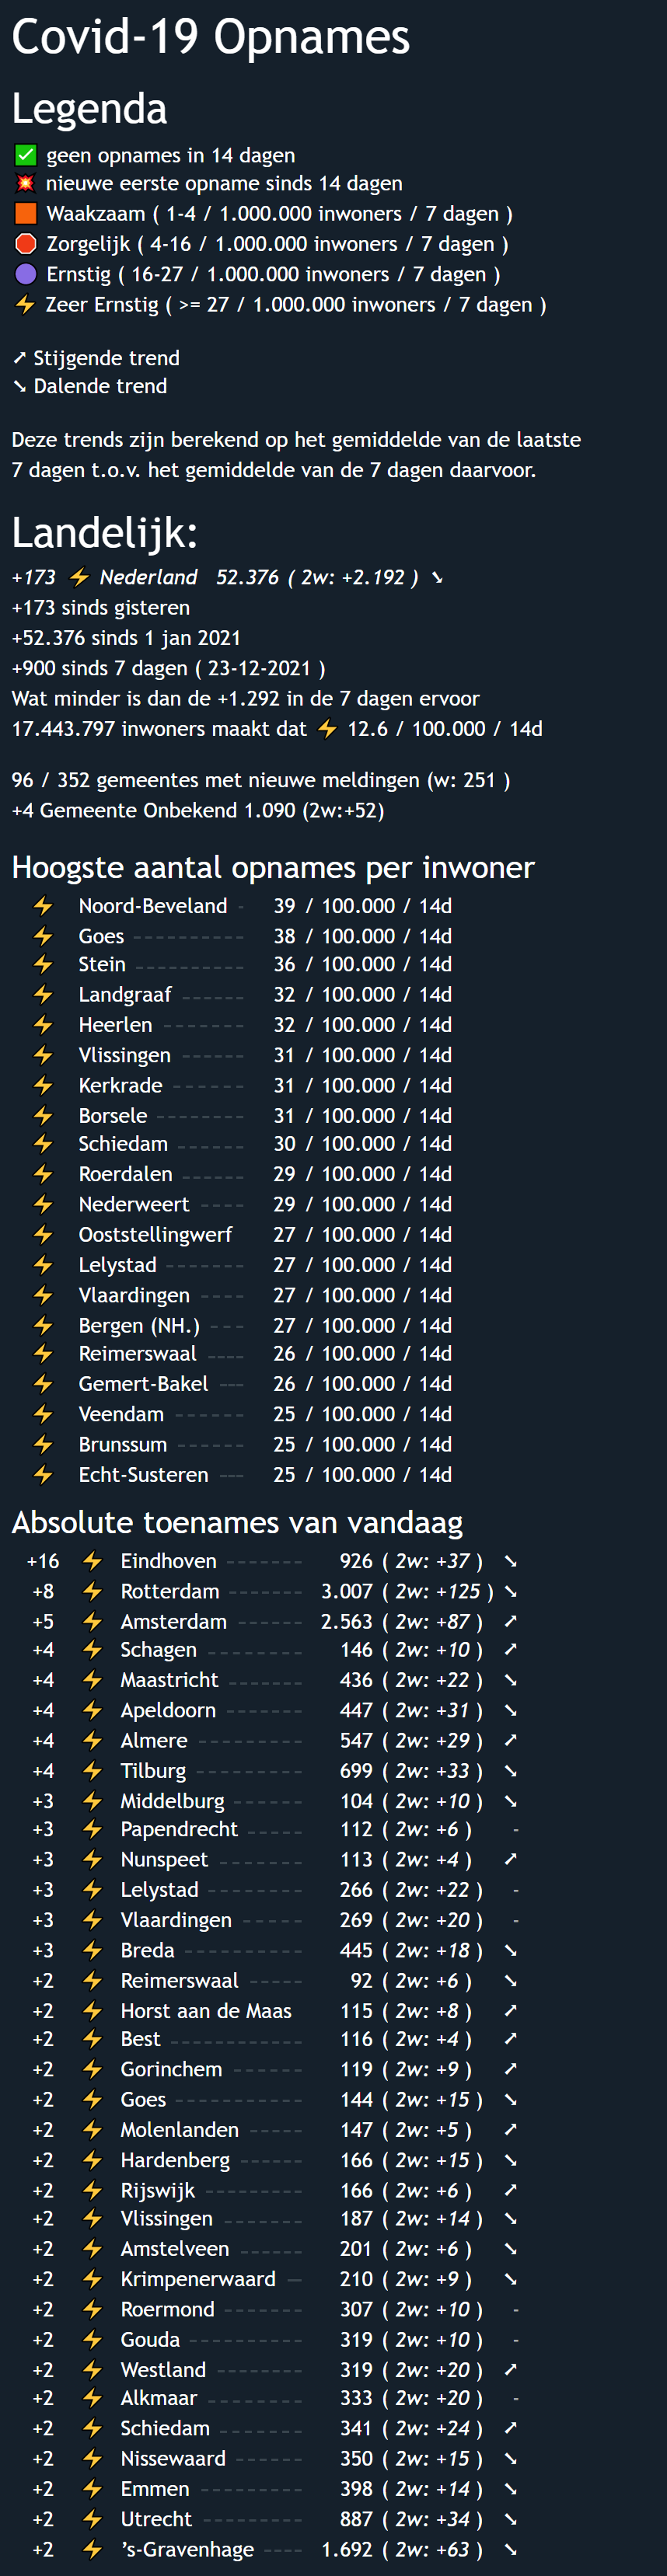 Covid-19 Opnames
Legenda
✅ geen opnames in 14 dagen
💥 nieuwe eerste opname sinds 14 dagen
🟧 Waakzaam ( 1-4 / 1.000.000 inwoners / 7 dagen )
🛑 Zorgelijk ( 4-16 / 1.000.000 inwoners / 7 dagen )
🟣 Ernstig ( 16-27 / 1.000.000 inwoners / 7 dagen )
⚡ Zeer Ernstig ( >= 27 / 1.000.000 inwoners / 7 dagen )
➚ Stijgende trend
➘ Dalende trend
Deze trends zijn berekend op het gemiddelde van de laatste
7 dagen t.o.v. het gemiddelde van de 7 dagen daarvoor.
Landelijk:
+173 ⚡ Nederland 52.376 ( 2w: +2.192 ) ➘
+173 sinds gisteren
+52.376 sinds 1 jan 2021
+900 sinds 7 dagen ( 23-12-2021 )
Wat minder is dan de +1.292 in de 7 dagen ervoor
17.443.797 inwoners maakt dat ⚡ 12.6 / 100.000 / 14d
96 / 352 gemeentes met nieuwe meldingen (w: 251 )
+4 Gemeente Onbekend 1.090 (2w:+52)
Hoogste aantal opnames per inwoner
⚡ Noord-Beveland - 39 / 100.000 / 14d
⚡ Goes ---------- 38 / 100.000 / 14d
⚡ Stein ---------- 36 / 100.000 / 14d
⚡ Landgraaf ------ 32 / 100.000 / 14d
⚡ Heerlen -------- 32 / 100.000 / 14d
⚡ Vlissingen ------ 31 / 100.000 / 14d
⚡ Kerkrade ------- 31 / 100.000 / 14d
⚡ Borsele -------- 31 / 100.000 / 14d
⚡ Schiedam ------ 30 / 100.000 / 14d
⚡ Roerdalen ------ 29 / 100.000 / 14d
⚡ Nederweert ---- 29 / 100.000 / 14d
⚡ Ooststellingwerf 27 / 100.000 / 14d
⚡ Lelystad ------- 27 / 100.000 / 14d
⚡ Vlaardingen ---- 27 / 100.000 / 14d
⚡ Bergen (NH.) --- 27 / 100.000 / 14d
⚡ Reimerswaal ---- 26 / 100.000 / 14d
⚡ Gemert-Bakel --- 26 / 100.000 / 14d
⚡ Veendam ------ 25 / 100.000 / 14d
⚡ Brunssum ------ 25 / 100.000 / 14d
⚡ Echt-Susteren --- 25 / 100.000 / 14d
Absolute toenames van vandaag
+16 ⚡ Eindhoven ------- 926 ( 2w: +37 ) ➘
+8 ⚡ Rotterdam ------- 3.007 ( 2w: +125 ) ➘
+5 ⚡ Amsterdam ------ 2.563 ( 2w: +87 ) ➚
+4 ⚡ Schagen --------- 146 ( 2w: +10 ) ➚
+4 ⚡ Maastricht ------- 436 ( 2w: +22 ) ➘
+4 ⚡ Apeldoorn ------- 447 ( 2w: +31 ) ➘
+4 ⚡ Almere ---------- 547 ( 2w: +29 ) ➚
+4 ⚡ Tilburg ---------- 699 ( 2w: +33 ) ➘
+3 ⚡ Middelburg ------ 104 ( 2w: +10 ) ➘
+3 ⚡ Papendrecht ----- 112 ( 2w: +6 ) -
+3 ⚡ Nunspeet -------- 113 ( 2w: +4 ) ➚
+3 ⚡ Lelystad --------- 266 ( 2w: +22 ) -
+3 ⚡ Vlaardingen ----- 269 ( 2w: +20 ) -
+3 ⚡ Breda ----------- 445 ( 2w: +18 ) ➘
+2 ⚡ Reimerswaal ----- 92 ( 2w: +6 ) ➘
+2 ⚡ Horst aan de Maas 115 ( 2w: +8 ) ➚
+2 ⚡ Best ------------ 116 ( 2w: +4 ) ➚
+2 ⚡ Gorinchem ------ 119 ( 2w: +9 ) ➚
+2 ⚡ Goes ------------ 144 ( 2w: +15 ) ➘
+2 ⚡ Molenlanden ----- 147 ( 2w: +5 ) ➚
+2 ⚡ Hardenberg ------ 166 ( 2w: +15 ) ➘
+2 ⚡ Rijswijk --------- 166 ( 2w: +6 ) ➚
+2 ⚡ Vlissingen ------- 187 ( 2w: +14 ) ➘
+2 ⚡ Amstelveen ------ 201 ( 2w: +6 ) ➘
+2 ⚡ Krimpenerwaard -- 210 ( 2w: +9 ) ➘
+2 ⚡ Roermond ------- 307 ( 2w: +10 ) -
+2 ⚡ Gouda ---------- 319 ( 2w: +10 ) -
+2 ⚡ Westland -------- 319 ( 2w: +20 ) ➚
+2 ⚡ Alkmaar --------- 333 ( 2w: +20 ) -
+2 ⚡ Schiedam -------- 341 ( 2w: +24 ) ➚
+2 ⚡ Nissewaard ------ 350 ( 2w: +15 ) ➘
+2 ⚡ Emmen --------- 398 ( 2w: +14 ) ➘
+2 ⚡ Utrecht --------- 887 ( 2w: +34 ) ➘
+2 ⚡ ’s-Gravenhage ---- 1.692 ( 2w: +63 ) ➘